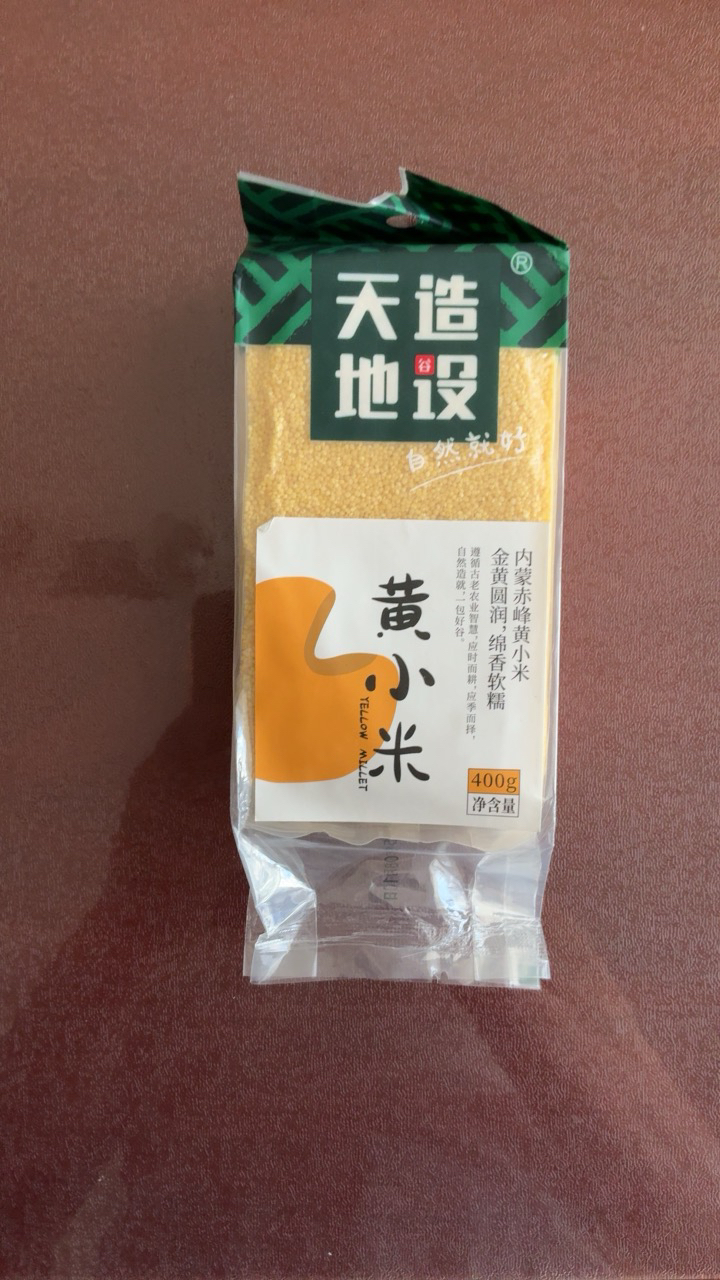 天造
地设
谷
®
自然就好
内蒙赤峰黄小米
金黄圆润，绵香软糯
遵循古老农业智慧，应时而耕，应季而择，
自然造就，一包好谷。
黄小米
YELLOW MILLET
400g
净含量